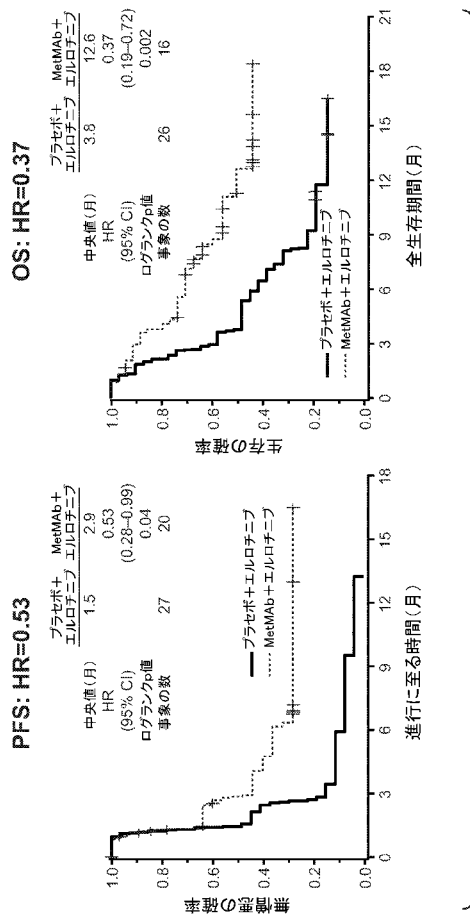 PFS: HR=0.53
プラセボ+ エルロチニブ
MetMAb+ エルロチニブ
中央値(月) 1.5 2.9
HR 0.53
(95% CI) (0.28–0.99)
ログランクp値 0.04
事象の数 27 20
プラセボ+エルロチニブ
MetMAb+エルロチニブ
無憎悪の確率
1.0
0.8
0.6
0.4
0.2
0.0
0 3 6 9 12 15 18
進行に至る時間(月)
OS: HR=0.37
プラセボ+ エルロチニブ
MetMAb+ エルロチニブ
中央値(月) 3.8 12.6
HR 0.37
(95% CI) (0.19–0.72)
ログランクp値 0.002
事象の数 26 16
プラセボ+エルロチニブ
MetMAb+エルロチニブ
生存の確率
1.0
0.8
0.6
0.4
0.2
0.0
0 3 6 9 12 15 18 21
全生存期間(月)